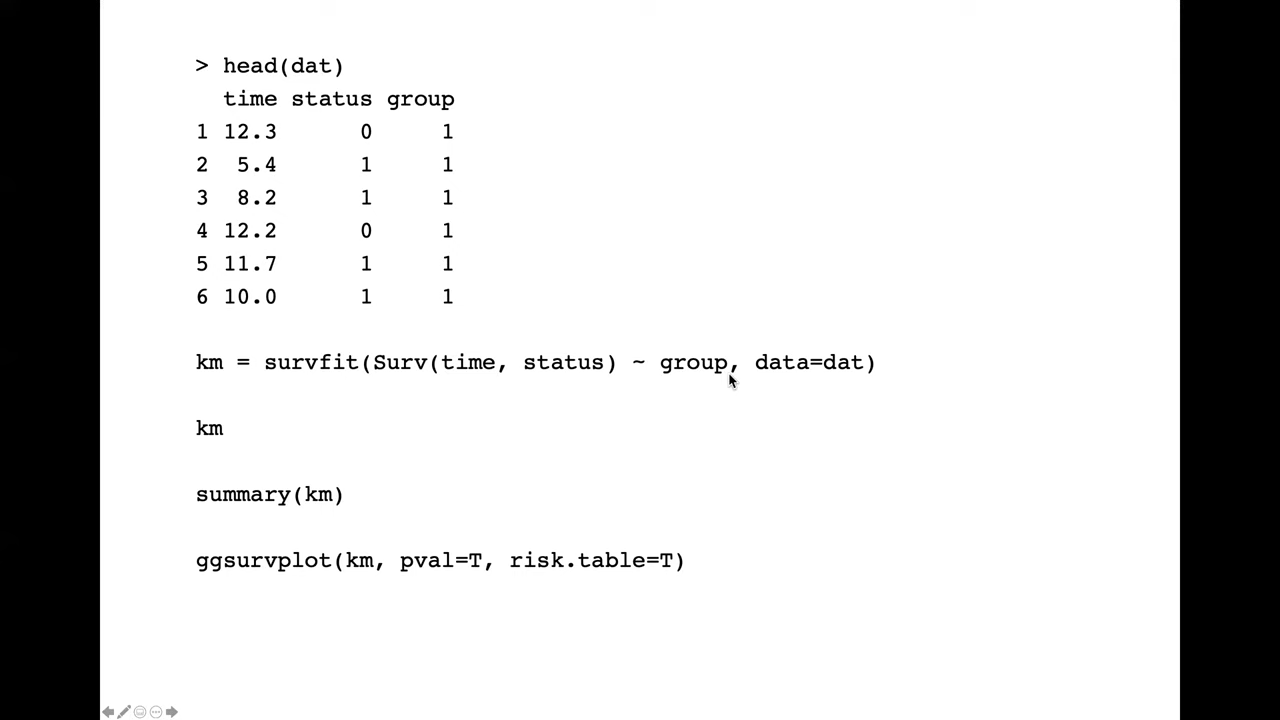 > head(dat)
  time status group
1 12.3      0     1
2  5.4      1     1
3  8.2      1     1
4 12.2      0     1
5 11.7      1     1
6 10.0      1     1
km = survfit(Surv(time, status) ~ group, data=dat)
km
summary(km)
ggsurvplot(km, pval=T, risk.table=T)